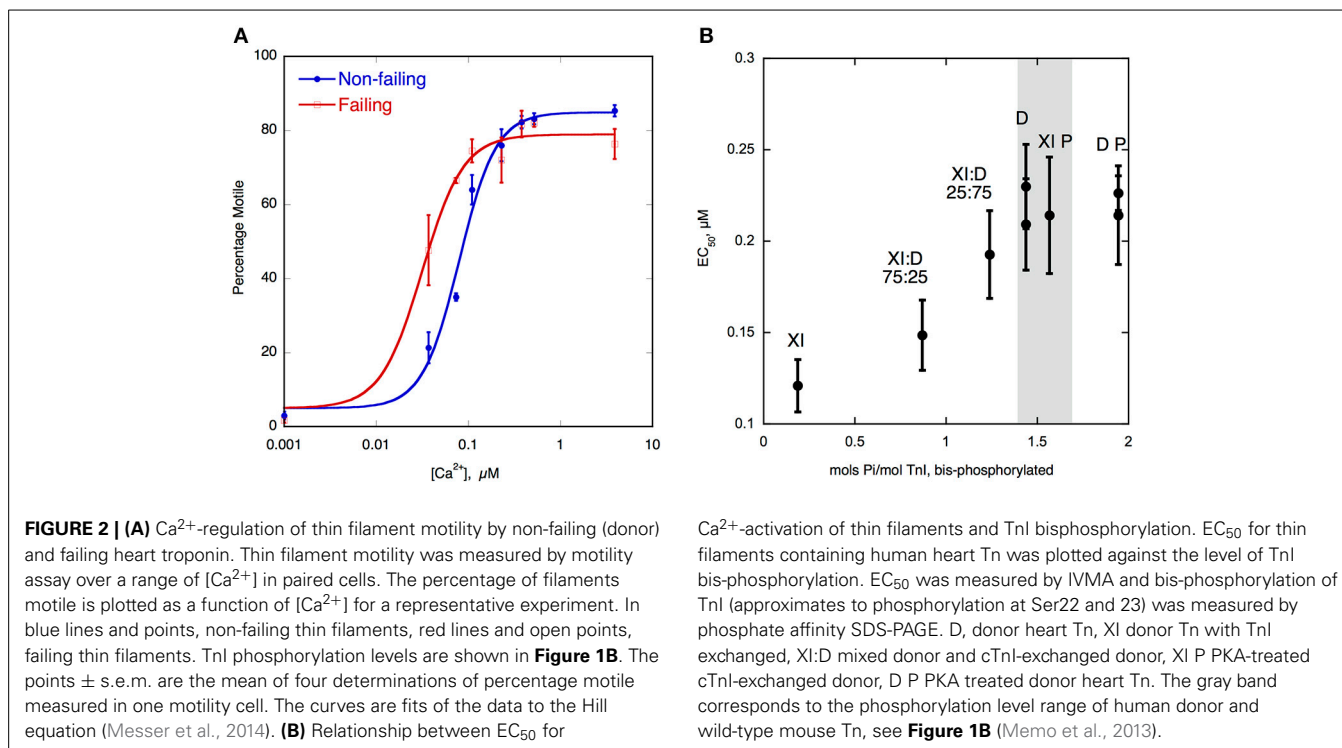 A
100
80
60
40
20
0
Percentage Motile
Non-failing
Failing
0.001 0.01 0.1 1 10
[Ca²⁺], µM
B
0.3
0.25
0.2
0.15
0.1
EC₅₀, µM
XI
XI:D
75:25
XI:D
25:75
D
XI P
D P
0 0.5 1 1.5 2
mols Pi/mol TnI, bis-phosphorylated
FIGURE 2 | (A) Ca²⁺-regulation of thin filament motility by non-failing (donor)
and failing heart troponin. Thin filament motility was measured by motility
assay over a range of [Ca²⁺] in paired cells. The percentage of filaments
motile is plotted as a function of [Ca²⁺] for a representative experiment. In
blue lines and points, non-failing thin filaments, red lines and open points,
failing thin filaments. TnI phosphorylation levels are shown in Figure 1B. The
points ± s.e.m. are the mean of four determinations of percentage motile
measured in one motility cell. The curves are fits of the data to the Hill
equation (Messer et al., 2014). (B) Relationship between EC₅₀ for
Ca²⁺-activation of thin filaments and TnI bisphosphorylation. EC₅₀ for thin
filaments containing human heart Tn was plotted against the level of TnI
bis-phosphorylation. EC₅₀ was measured by IVMA and bis-phosphorylation of
TnI (approximates to phosphorylation at Ser22 and 23) was measured by
phosphate affinity SDS-PAGE. D, donor heart Tn, XI donor Tn with TnI
exchanged, XI:D mixed donor and cTnI-exchanged donor, XI P PKA-treated
cTnI-exchanged donor, D P PKA treated donor heart Tn. The gray band
corresponds to the phosphorylation level range of human donor and
wild-type mouse Tn, see Figure 1B (Memo et al., 2013).